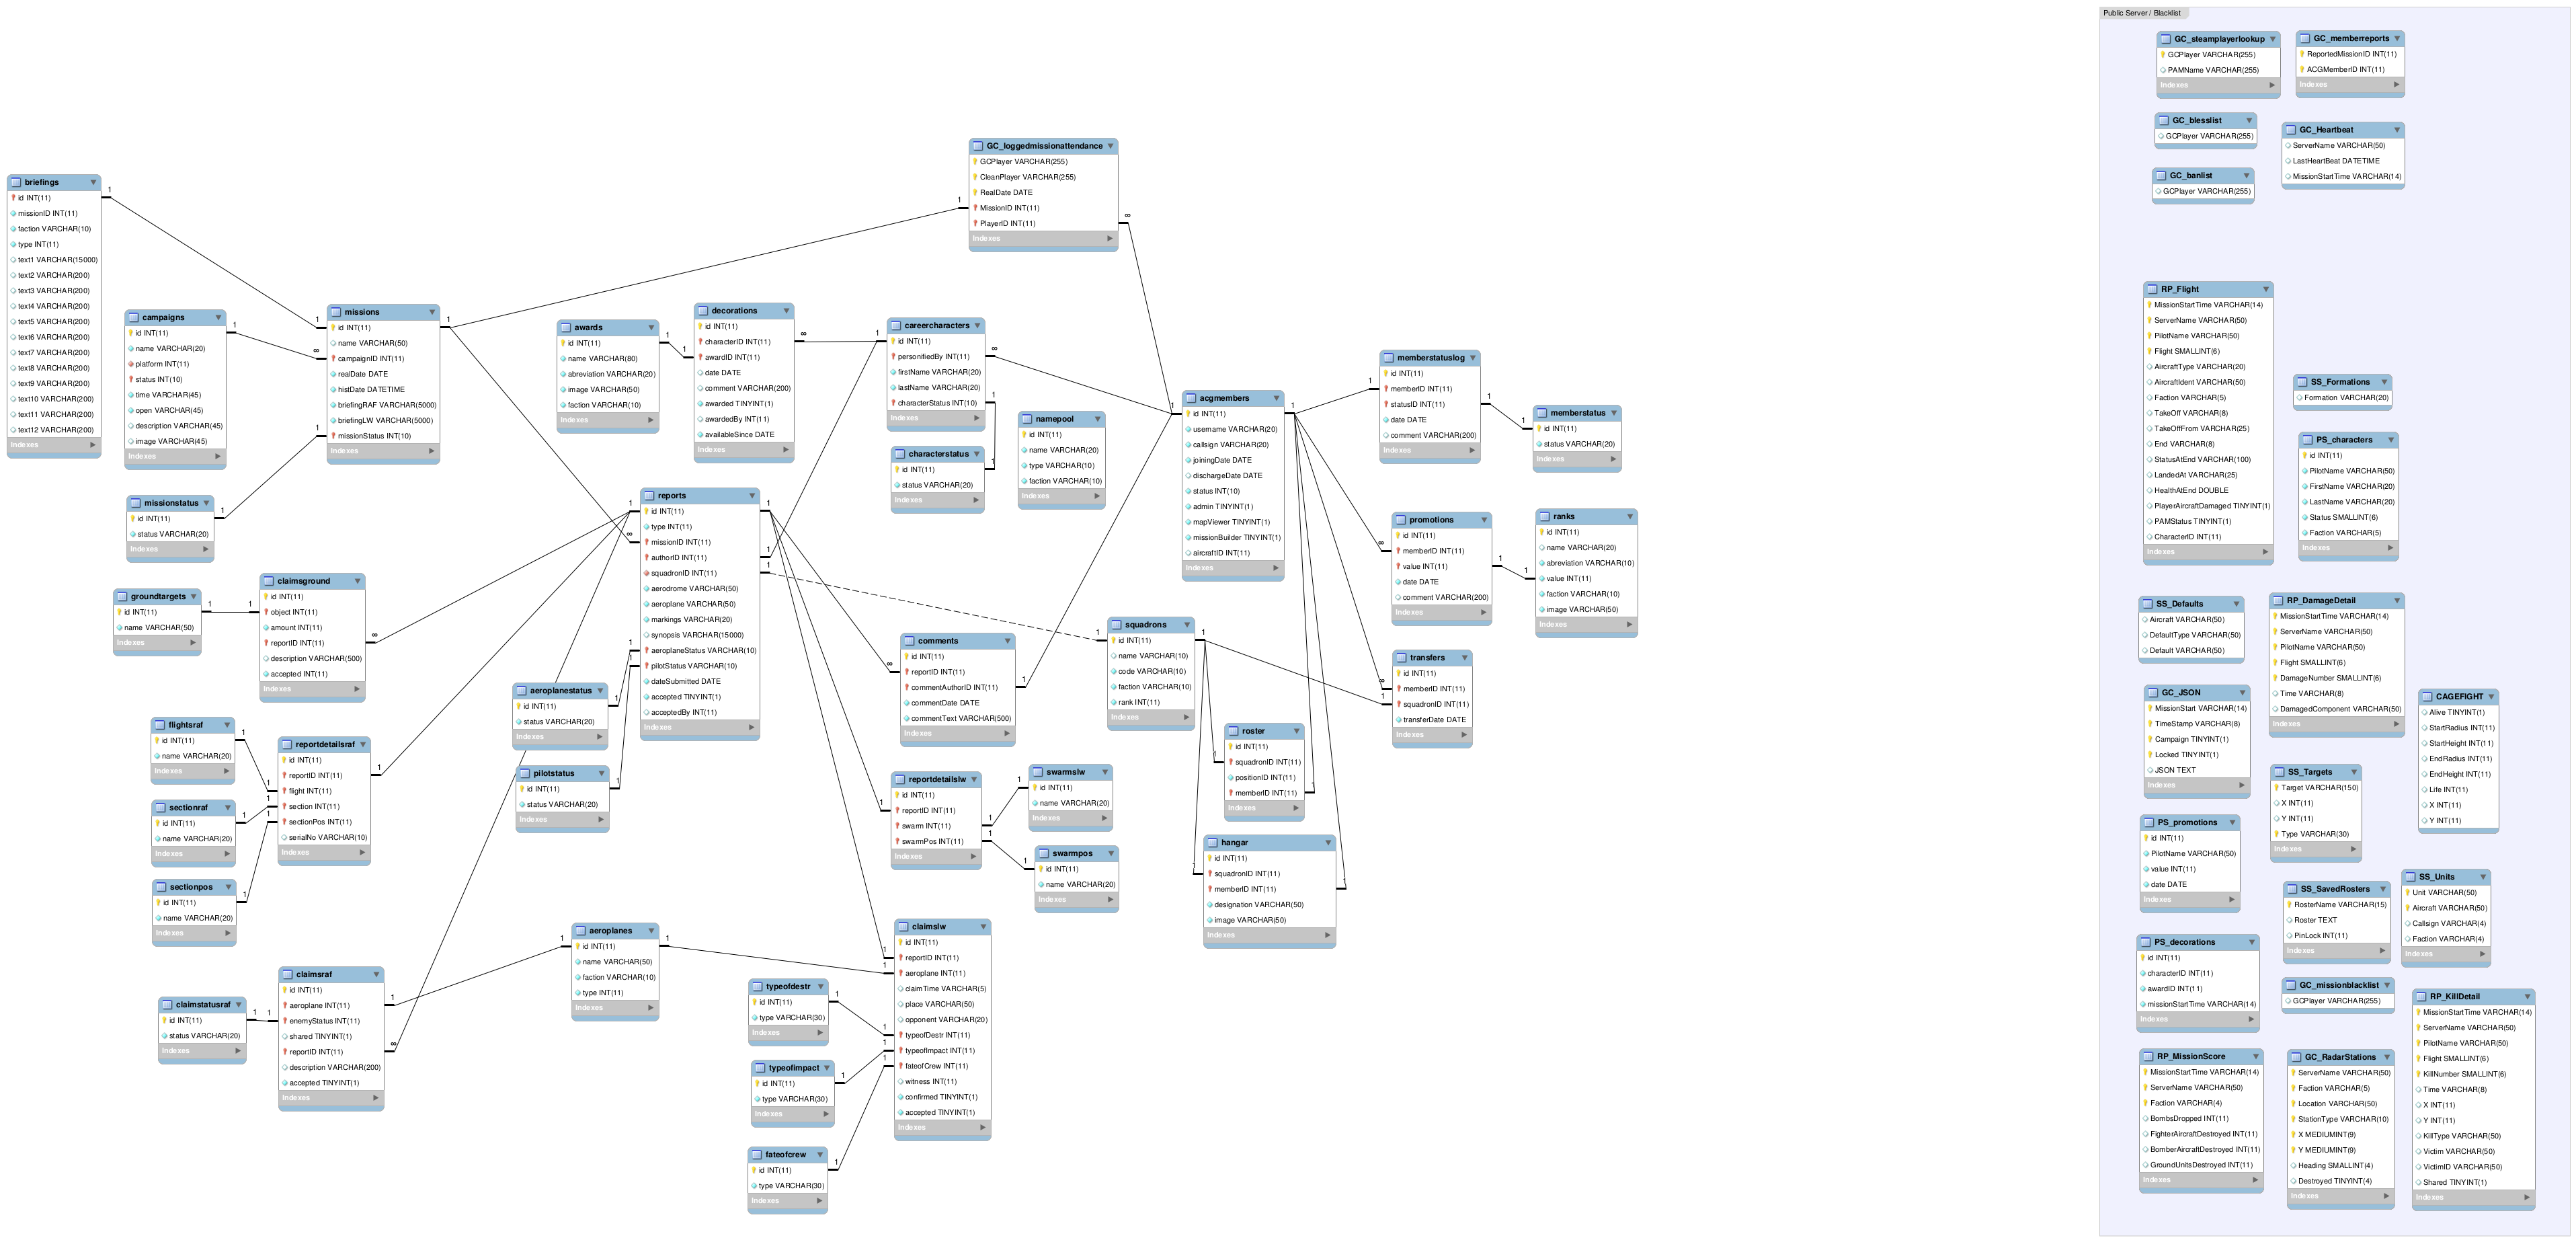 Public Server / Blacklist
briefings
id INT(11)
missionID INT(11)
faction VARCHAR(10)
type INT(11)
text1 VARCHAR(15000)
text2 VARCHAR(200)
text3 VARCHAR(200)
text4 VARCHAR(200)
text5 VARCHAR(200)
text6 VARCHAR(200)
text7 VARCHAR(200)
text8 VARCHAR(200)
text9 VARCHAR(200)
text10 VARCHAR(200)
text11 VARCHAR(200)
text12 VARCHAR(200)
Indexes
campaigns
id INT(11)
name VARCHAR(20)
platform INT(11)
status INT(10)
time VARCHAR(45)
open VARCHAR(45)
description VARCHAR(45)
image VARCHAR(45)
Indexes
missionstatus
id INT(11)
status VARCHAR(20)
Indexes
missions
id INT(11)
name VARCHAR(50)
campaignID INT(11)
realDate DATE
histDate DATETIME
briefingRAF VARCHAR(5000)
briefingLW VARCHAR(5000)
missionStatus INT(10)
Indexes
groundtargets
id INT(11)
name VARCHAR(50)
Indexes
claimsground
id INT(11)
object INT(11)
amount INT(11)
reportID INT(11)
description VARCHAR(500)
accepted INT(11)
Indexes
flightsraf
id INT(11)
name VARCHAR(20)
Indexes
sectionraf
id INT(11)
name VARCHAR(20)
Indexes
sectionpos
id INT(11)
name VARCHAR(20)
Indexes
reportdetailsraf
id INT(11)
reportID INT(11)
flight INT(11)
section INT(11)
sectionPos INT(11)
serialNo VARCHAR(10)
Indexes
claimstatusraf
id INT(11)
status VARCHAR(20)
Indexes
claimsraf
id INT(11)
aeroplane INT(11)
enemyStatus INT(11)
shared TINYINT(1)
reportID INT(11)
description VARCHAR(200)
accepted TINYINT(1)
Indexes
awards
id INT(11)
name VARCHAR(80)
abreviation VARCHAR(20)
image VARCHAR(50)
faction VARCHAR(10)
Indexes
decorations
id INT(11)
characterID INT(11)
awardID INT(11)
date DATE
comment VARCHAR(200)
awarded TINYINT(1)
awardedBy INT(11)
availableSince DATE
Indexes
reports
id INT(11)
type INT(11)
missionID INT(11)
authorID INT(11)
squadronID INT(11)
aerodrome VARCHAR(50)
aeroplane VARCHAR(50)
markings VARCHAR(20)
synopsis VARCHAR(15000)
aeroplaneStatus VARCHAR(10)
pilotStatus VARCHAR(10)
dateSubmitted DATE
accepted TINYINT(1)
acceptedBy INT(11)
Indexes
aeroplanestatus
id INT(11)
status VARCHAR(20)
Indexes
pilotstatus
id INT(11)
status VARCHAR(20)
Indexes
aeroplanes
id INT(11)
name VARCHAR(50)
faction VARCHAR(10)
type INT(11)
Indexes
typeofdestr
id INT(11)
type VARCHAR(30)
Indexes
typeofimpact
id INT(11)
type VARCHAR(30)
Indexes
fateofcrew
id INT(11)
type VARCHAR(30)
Indexes
GC_loggedmissionattendance
GCPlayer VARCHAR(255)
CleanPlayer VARCHAR(255)
RealDate DATE
MissionID INT(11)
PlayerID INT(11)
Indexes
careercharacters
id INT(11)
personifiedBy INT(11)
firstName VARCHAR(20)
lastName VARCHAR(20)
characterStatus INT(10)
Indexes
characterstatus
id INT(11)
status VARCHAR(20)
Indexes
namepool
id INT(11)
name VARCHAR(20)
type VARCHAR(10)
faction VARCHAR(10)
Indexes
comments
id INT(11)
reportID INT(11)
commentAuthorID INT(11)
commentDate DATE
commentText VARCHAR(500)
Indexes
reportdetailslw
id INT(11)
reportID INT(11)
swarm INT(11)
swarmPos INT(11)
Indexes
swarmslw
id INT(11)
name VARCHAR(20)
Indexes
swarmpos
id INT(11)
name VARCHAR(20)
Indexes
claimslw
id INT(11)
reportID INT(11)
aeroplane INT(11)
claimTime VARCHAR(5)
place VARCHAR(50)
opponent VARCHAR(20)
typeofDestr INT(11)
typeofImpact INT(11)
fateofCrew INT(11)
witness INT(11)
confirmed TINYINT(1)
accepted TINYINT(1)
Indexes
acgmembers
id INT(11)
username VARCHAR(20)
callsign VARCHAR(20)
joiningDate DATE
dischargeDate DATE
status INT(10)
admin TINYINT(1)
mapViewer TINYINT(1)
missionBuilder TINYINT(1)
aircraftID INT(11)
Indexes
squadrons
id INT(11)
name VARCHAR(10)
code VARCHAR(10)
faction VARCHAR(10)
rank INT(11)
Indexes
roster
id INT(11)
squadronID INT(11)
positionID INT(11)
memberID INT(11)
Indexes
hangar
id INT(11)
squadronID INT(11)
memberID INT(11)
designation VARCHAR(50)
image VARCHAR(50)
Indexes
memberstatuslog
id INT(11)
memberID INT(11)
statusID INT(11)
date DATE
comment VARCHAR(200)
Indexes
memberstatus
id INT(11)
status VARCHAR(20)
Indexes
promotions
id INT(11)
memberID INT(11)
value INT(11)
date DATE
comment VARCHAR(200)
Indexes
ranks
id INT(11)
name VARCHAR(20)
abreviation VARCHAR(10)
value INT(11)
faction VARCHAR(10)
image VARCHAR(50)
Indexes
transfers
id INT(11)
memberID INT(11)
squadronID INT(11)
transferDate DATE
Indexes
GC_steamplayerlookup
GCPlayer VARCHAR(255)
PAMName VARCHAR(255)
Indexes
GC_memberreports
ReportedMissionID INT(11)
ACGMemberID INT(11)
Indexes
GC_blesslist
GCPlayer VARCHAR(255)
GC_Heartbeat
ServerName VARCHAR(50)
LastHeartBeat DATETIME
MissionStartTime VARCHAR(14)
GC_banlist
GCPlayer VARCHAR(255)
RP_Flight
MissionStartTime VARCHAR(14)
ServerName VARCHAR(50)
PilotName VARCHAR(50)
Flight SMALLINT(6)
AircraftType VARCHAR(20)
AircraftIdent VARCHAR(50)
Faction VARCHAR(5)
TakeOff VARCHAR(8)
TakeOffFrom VARCHAR(25)
End VARCHAR(8)
StatusAtEnd VARCHAR(100)
LandedAt VARCHAR(25)
HealthAtEnd DOUBLE
PlayerAircraftDamaged TINYINT(1)
PAMStatus TINYINT(1)
CharacterID INT(11)
Indexes
SS_Formations
Formation VARCHAR(20)
PS_characters
id INT(11)
PilotName VARCHAR(50)
FirstName VARCHAR(20)
LastName VARCHAR(20)
Status SMALLINT(6)
Faction VARCHAR(5)
Indexes
SS_Defaults
Aircraft VARCHAR(50)
DefaultType VARCHAR(50)
Default VARCHAR(50)
RP_DamageDetail
MissionStartTime VARCHAR(14)
ServerName VARCHAR(50)
PilotName VARCHAR(50)
Flight SMALLINT(6)
DamageNumber SMALLINT(6)
Time VARCHAR(8)
DamagedComponent VARCHAR(50)
Indexes
GC_JSON
MissionStart VARCHAR(14)
TimeStamp VARCHAR(8)
Campaign TINYINT(1)
Locked TINYINT(1)
JSON TEXT
Indexes
CAGEFIGHT
Alive TINYINT(1)
StartRadius INT(11)
StartHeight INT(11)
EndRadius INT(11)
EndHeight INT(11)
Life INT(11)
X INT(11)
Y INT(11)
SS_Targets
Target VARCHAR(150)
X INT(11)
Y INT(11)
Type VARCHAR(30)
Indexes
PS_promotions
id INT(11)
PilotName VARCHAR(50)
value INT(11)
date DATE
Indexes
SS_SavedRosters
RosterName VARCHAR(15)
Roster TEXT
PinLock INT(11)
Indexes
SS_Units
Unit VARCHAR(50)
Aircraft VARCHAR(50)
Callsign VARCHAR(4)
Faction VARCHAR(4)
Indexes
PS_decorations
id INT(11)
characterID INT(11)
awardID INT(11)
missionStartTime VARCHAR(14)
Indexes
GC_missionblacklist
GCPlayer VARCHAR(255)
RP_MissionScore
MissionStartTime VARCHAR(14)
ServerName VARCHAR(50)
Faction VARCHAR(4)
BombsDropped INT(11)
FighterAircraftDestroyed INT(11)
BomberAircraftDestroyed INT(11)
GroundUnitsDestroyed INT(11)
Indexes
GC_RadarStations
ServerName VARCHAR(50)
Faction VARCHAR(5)
Location VARCHAR(50)
StationType VARCHAR(10)
X MEDIUMINT(9)
Y MEDIUMINT(9)
Heading SMALLINT(4)
Destroyed TINYINT(4)
Indexes
RP_KillDetail
MissionStartTime VARCHAR(14)
ServerName VARCHAR(50)
PilotName VARCHAR(50)
Flight SMALLINT(6)
KillNumber SMALLINT(6)
Time VARCHAR(8)
X INT(11)
Y INT(11)
KillType VARCHAR(50)
Victim VARCHAR(50)
VictimID VARCHAR(50)
Shared TINYINT(1)
Indexes